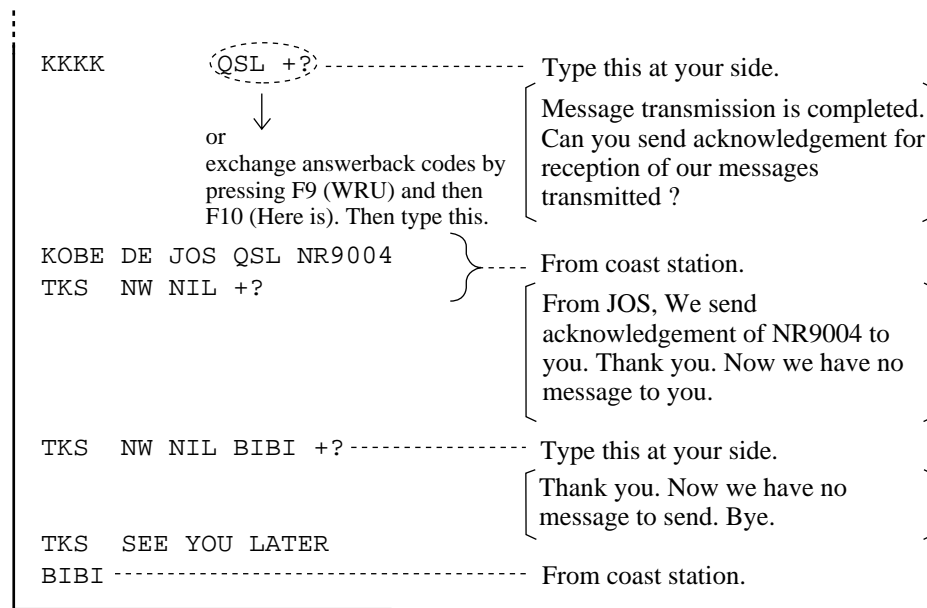 KKKK QSL +? Type this at your side.
Message transmission is completed.
Can you send acknowledgement for
reception of our messages
transmitted ?
or
exchange answerback codes by
pressing F9 (WRU) and then
F10 (Here is). Then type this.
KOBE DE JOS QSL NR9004
TKS NW NIL +?
From coast station.
From JOS, We send
acknowledgement of NR9004 to
you. Thank you. Now we have no
message to you.
TKS NW NIL BIBI +? Type this at your side.
Thank you. Now we have no
message to send. Bye.
TKS SEE YOU LATER
BIBI From coast station.